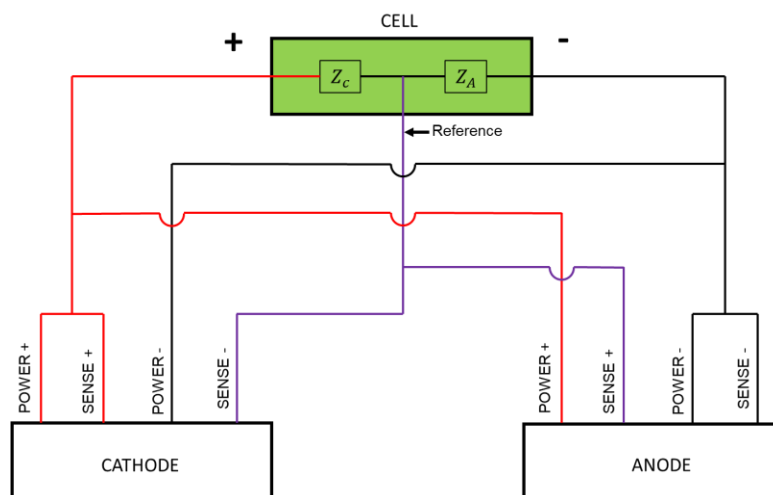 CELL
+
-
Z_c
Z_A
Reference
POWER +
SENSE +
POWER -
SENSE -
POWER +
SENSE +
POWER -
SENSE -
CATHODE
ANODE